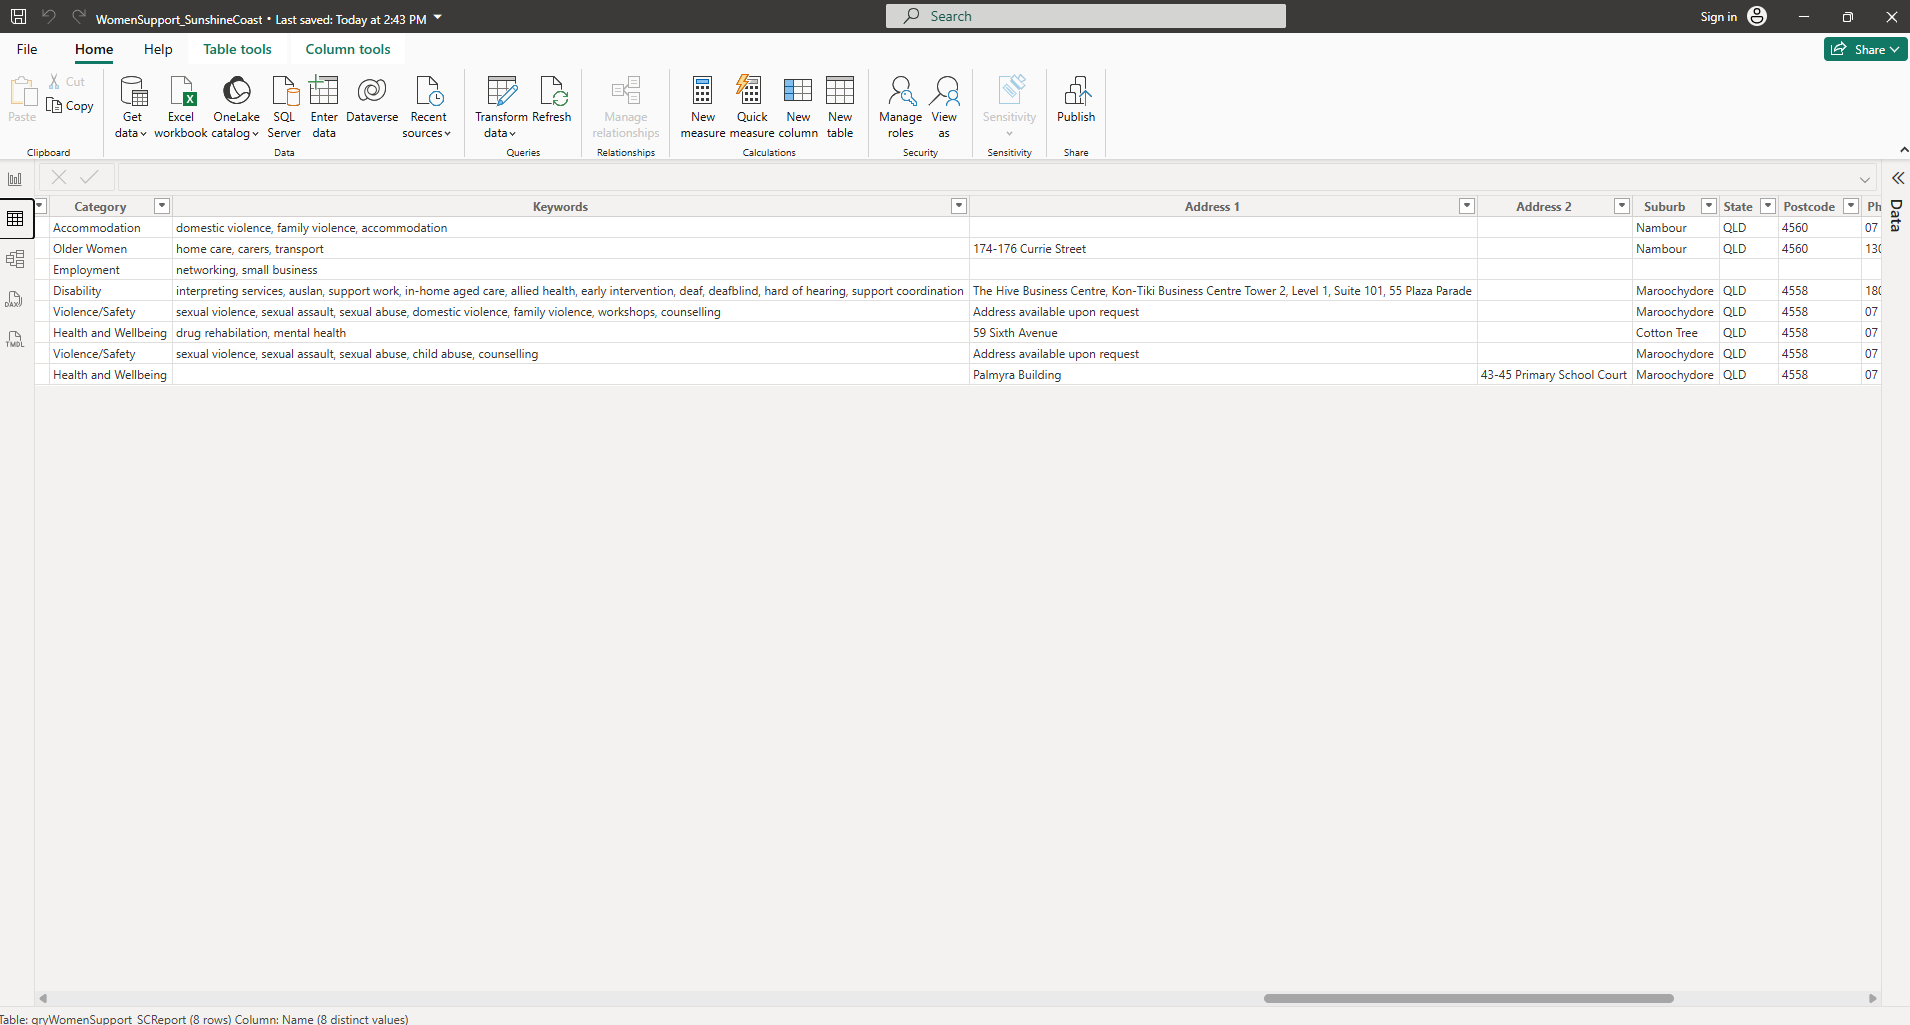 WomenSupport_SunshineCoast • Last saved: Today at 2:43 PM
Search
Sign in
File Home Help Table tools Column tools
Share
Paste
Cut
Copy
Clipboard
Get data
Excel workbook
OneLake catalog
SQL Server
Enter data
Dataverse
Recent sources
Data
Transform data
Refresh
Queries
Manage relationships
Relationships
New measure
Quick measure
New column
New table
Calculations
Manage roles
View as
Security
Sensitivity
Sensitivity
Publish
Share
DAX
TMDL
Data
Category Keywords Address 1 Address 2 Suburb State Postcode Ph
Accommodation domestic violence, family violence, accommodation Nambour QLD 4560 07
Older Women home care, carers, transport 174-176 Currie Street Nambour QLD 4560 130
Employment networking, small business
Disability interpreting services, auslan, support work, in-home aged care, allied health, early intervention, deaf, deafblind, hard of hearing, support coordination The Hive Business Centre, Kon-Tiki Business Centre Tower 2, Level 1, Suite 101, 55 Plaza Parade Maroochydore QLD 4558 180
Violence/Safety sexual violence, sexual assault, sexual abuse, domestic violence, family violence, workshops, counselling Address available upon request Maroochydore QLD 4558 07
Health and Wellbeing drug rehabilation, mental health 59 Sixth Avenue Cotton Tree QLD 4558 07
Violence/Safety sexual violence, sexual assault, sexual abuse, child abuse, counselling Address available upon request Maroochydore QLD 4558 07
Health and Wellbeing Palmyra Building 43-45 Primary School Court Maroochydore QLD 4558 07
Table: qryWomenSupport_SCReport (8 rows) Column: Name (8 distinct values)